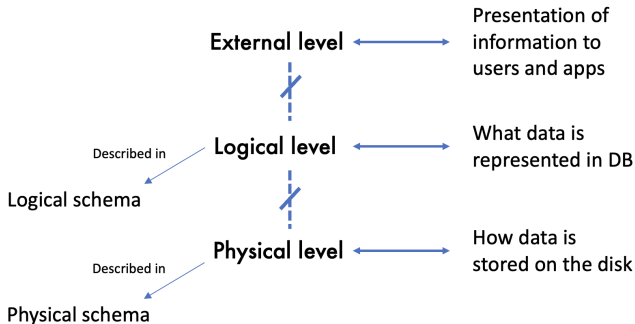 External level
Presentation of
information to
users and apps
Described in
Logical level
What data is
represented in DB
Logical schema
Described in
Physical level
How data is
stored on the disk
Physical schema